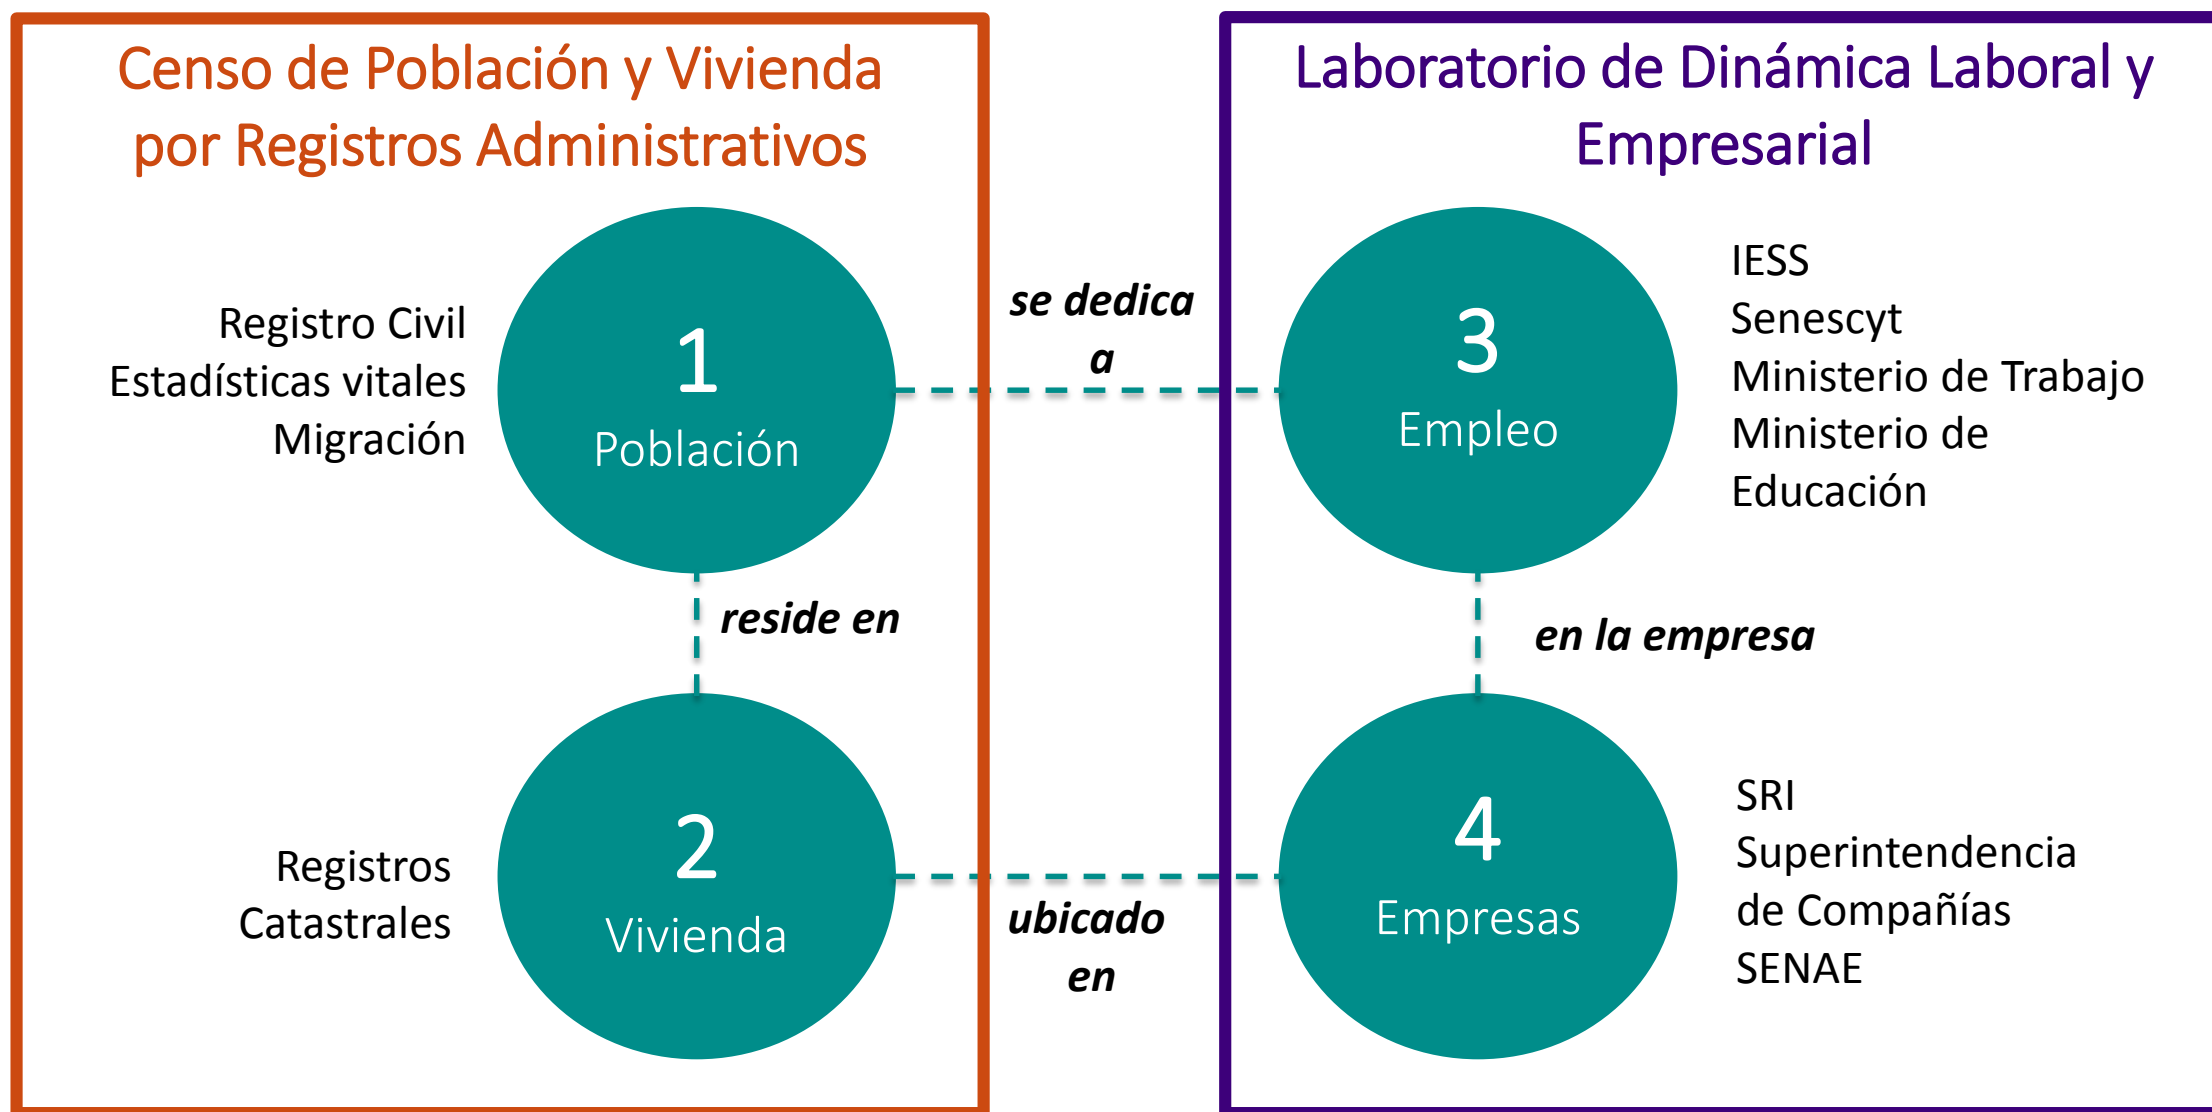 Censo de Población y Vivienda
por Registros Administrativos
Registro Civil
Estadísticas vitales
Migración
1
Población
reside en
Registros
Catastrales
2
Vivienda
se dedica
a
ubicado
en
Laboratorio de Dinámica Laboral y
Empresarial
3
Empleo
IESS
Senescyt
Ministerio de Trabajo
Ministerio de
Educación
en la empresa
4
Empresas
SRI
Superintendencia
de Compañías
SENAE